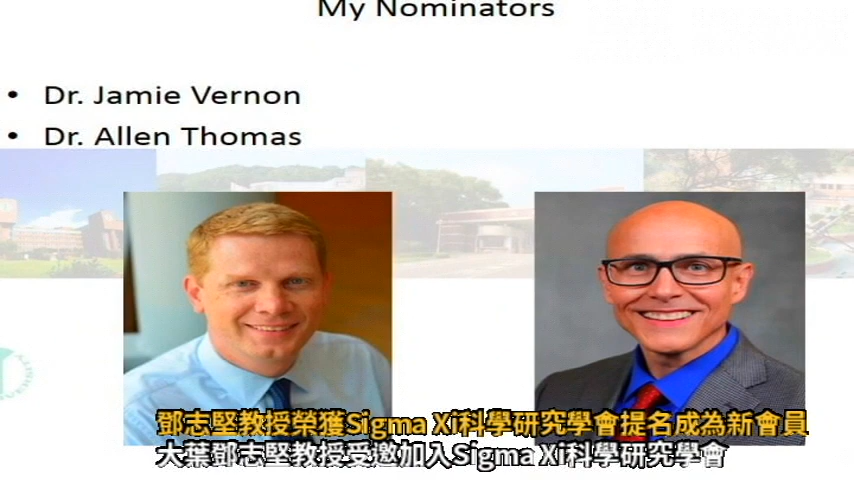 My Nominators
• Dr. Jamie Vernon
• Dr. Allen Thomas
鄧志堅教授榮獲Sigma Xi科學研究學會提名成為新會員
大葉鄧志堅教授受邀加入Sigma Xi科學研究學會